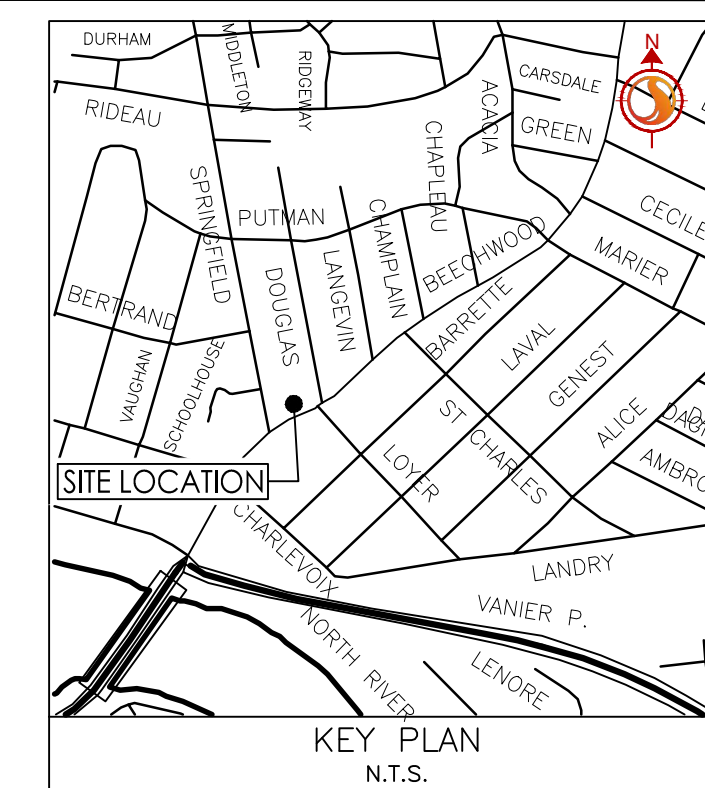 DURHAM
MIDDLETON
RIDGEWAY
N
RIDEAU
ACACIA
CARSDALE
GREEN
CHAPLEAU
SPRINGFIELD
PUTMAN
CHAMPLAIN
BEECHWOOD
CECILE
MARIER
BERTRAND
DOUGLAS
LANGEVIN
BARRETTE
LAVAL
GENEST
VAUGHAN
SCHOOLHOUSE
ST CHARLES
ALICE
LOYER
AMBRO
SITE LOCATION
CHARLEVOIX
LANDRY
VANIER P.
NORTH RIVER
LENORE
KEY PLAN
N.T.S.